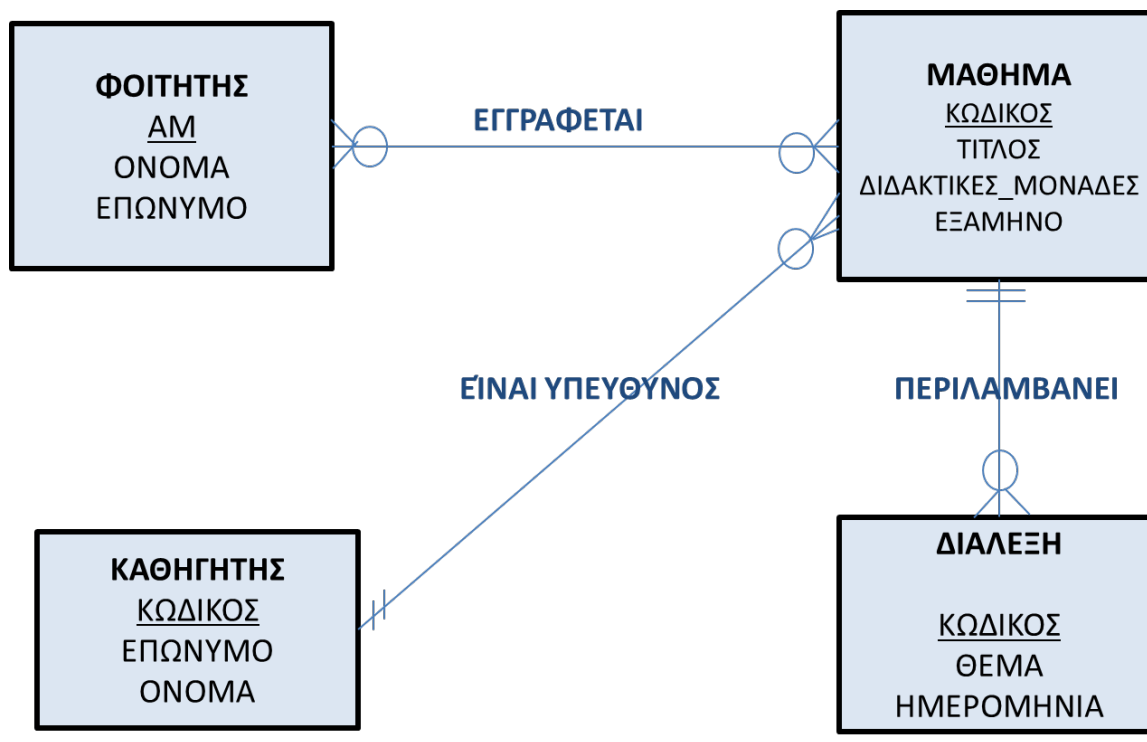 ΦΟΙΤΗΤΗΣ
ΑΜ
ΟΝΟΜΑ
ΕΠΩΝΥΜΟ
ΕΓΓΡΑΦΕΤΑΙ
ΜΑΘΗΜΑ
ΚΩΔΙΚΟΣ
ΤΙΤΛΟΣ
ΔΙΔΑΚΤΙΚΕΣ_ΜΟΝΑΔΕΣ
ΕΞΑΜΗΝΟ
ΕΊΝΑΙ ΥΠΕΥΘΥΝΟΣ
ΠΕΡΙΛΑΜΒΑΝΕΙ
ΚΑΘΗΓΗΤΗΣ
ΚΩΔΙΚΟΣ
ΕΠΩΝΥΜΟ
ΟΝΟΜΑ
ΔΙΑΛΕΞΗ
ΚΩΔΙΚΟΣ
ΘΕΜΑ
ΗΜΕΡΟΜΗΝΙΑ